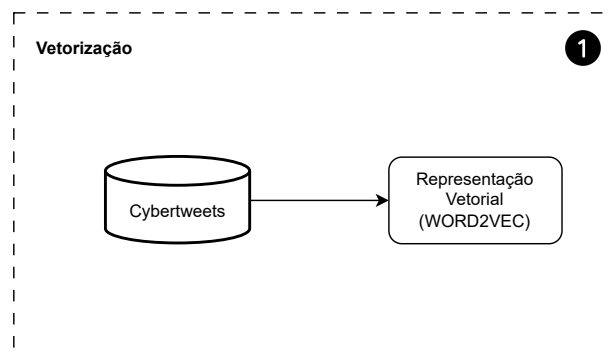 Vetorização
1
Cybertweets
Representação
Vetorial
(WORD2VEC)